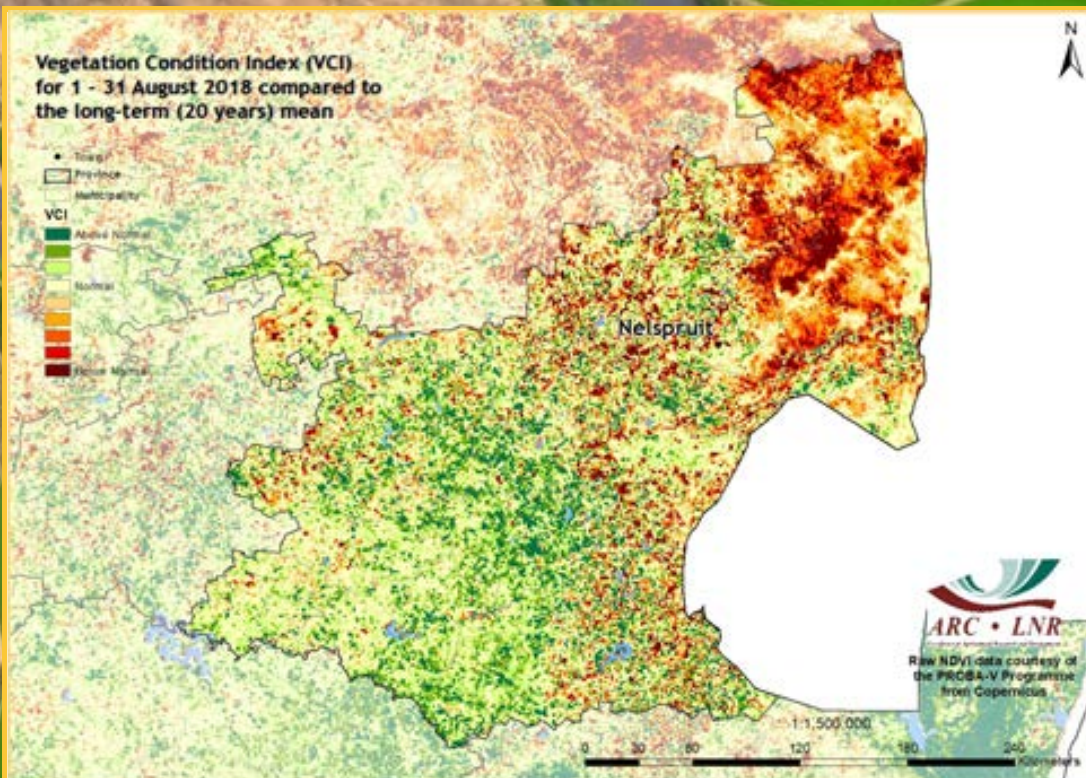 Vegetation Condition Index (VCI)
for 1 - 31 August 2018 compared to
the long-term (20 years) mean
Town
Province
Municipality
VCI
Above Normal
Normal
Below Normal
N
Nelspruit
ARC • LNR
Raw NDVI data courtesy of
the PROBA-V Programme
from Copernicus
1:1 500 000
0 30 60 120 180 240
Kilometers